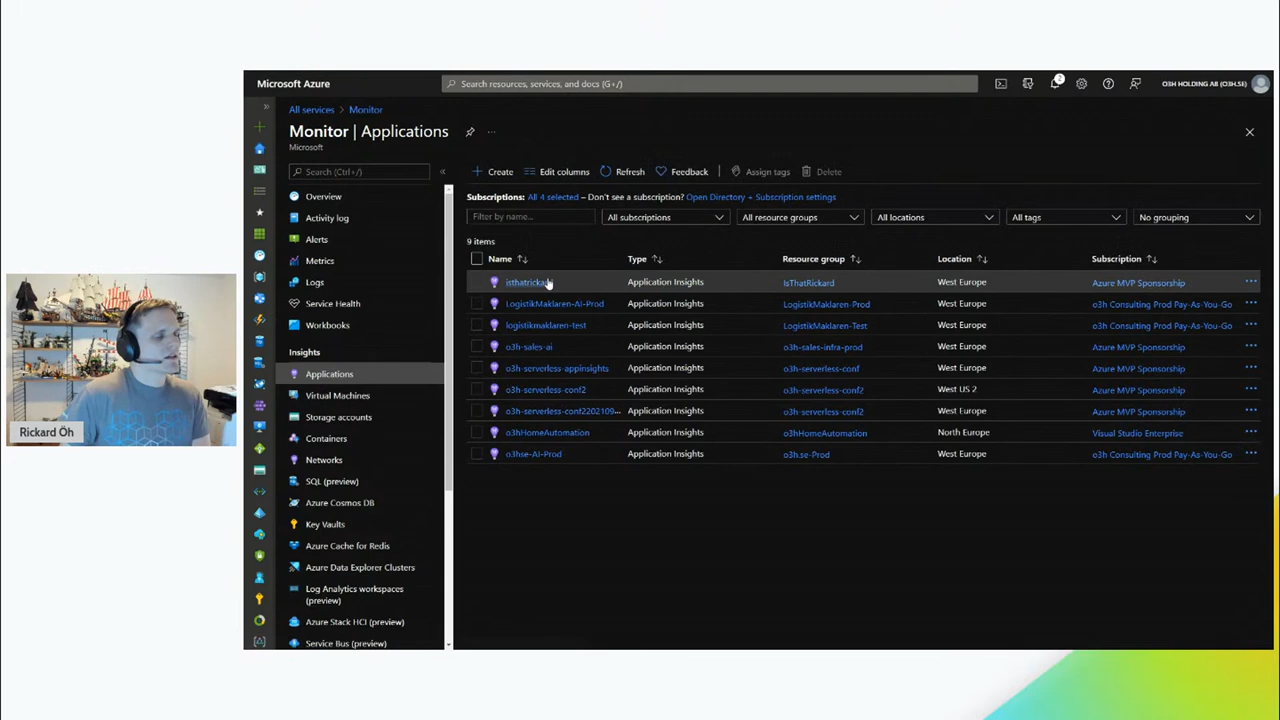 Microsoft Azure
Search resources, services, and docs (G+/)
2
O3H HOLDING AB (O3H.SE)
All services > Monitor
Monitor | Applications
Microsoft
Search (Ctrl+/)
Overview
Activity log
Alerts
Metrics
Logs
Service Health
Workbooks
Insights
Applications
Virtual Machines
Storage accounts
Containers
Networks
SQL (preview)
Azure Cosmos DB
Key Vaults
Azure Cache for Redis
Azure Data Explorer Clusters
Log Analytics workspaces
(preview)
Azure Stack HCI (preview)
Service Bus (preview)
Create Edit columns Refresh Feedback Assign tags Delete
Subscriptions: All 4 selected – Don't see a subscription? Open Directory + Subscription settings
Filter by name... All subscriptions All resource groups All locations All tags No grouping
9 items
Name Type Resource group Location Subscription
isthatrickard Application Insights IsThatRickard West Europe Azure MVP Sponsorship
LogistikMaklaren-AI-Prod Application Insights LogistikMaklaren-Prod West Europe o3h Consulting Prod Pay-As-You-Go
logistikmaklaren-test Application Insights LogistikMaklaren-Test West Europe o3h Consulting Prod Pay-As-You-Go
o3h-sales-ai Application Insights o3h-sales-infra-prod West Europe Azure MVP Sponsorship
o3h-serverless-appinsights Application Insights o3h-serverless-conf West Europe Azure MVP Sponsorship
o3h-serverless-conf2 Application Insights o3h-serverless-conf2 West US 2 Azure MVP Sponsorship
o3h-serverless-conf2202109... Application Insights o3h-serverless-conf2 West Europe Azure MVP Sponsorship
o3hHomeAutomation Application Insights o3hHomeAutomation North Europe Visual Studio Enterprise
o3hse-AI-Prod Application Insights o3h.se-Prod West Europe o3h Consulting Prod Pay-As-You-Go
Rickard Öh